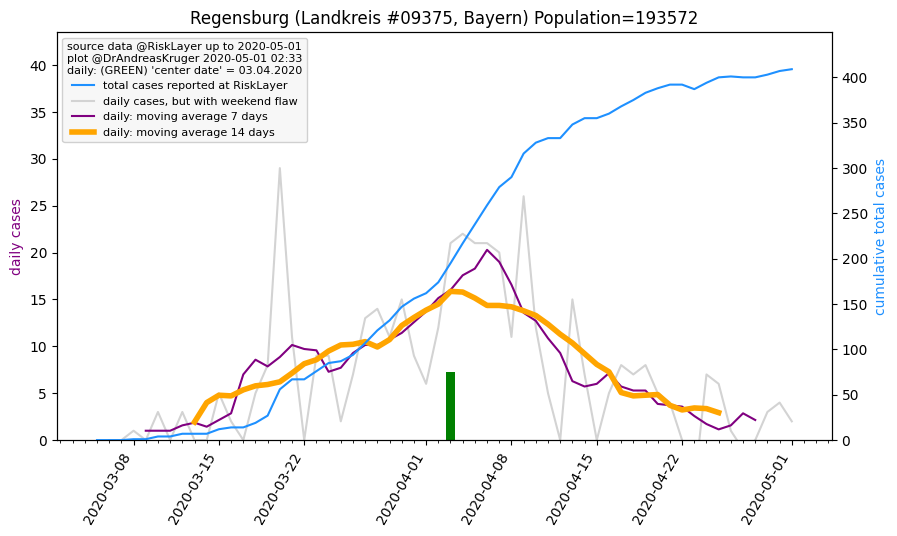 Regensburg (Landkreis #09375, Bayern) Population=193572
source data @RiskLayer up to 2020-05-01
plot @DrAndreasKruger 2020-05-01 02:33
daily: (GREEN) 'center date' = 03.04.2020
total cases reported at RiskLayer
daily cases, but with weekend flaw
daily: moving average 7 days
daily: moving average 14 days
daily cases
40
35
30
25
20
15
10
5
0
400
350
300
250
200
150
100
50
0
cumulative total cases
2020-03-08
2020-03-15
2020-03-22
2020-04-01
2020-04-08
2020-04-15
2020-04-22
2020-05-01